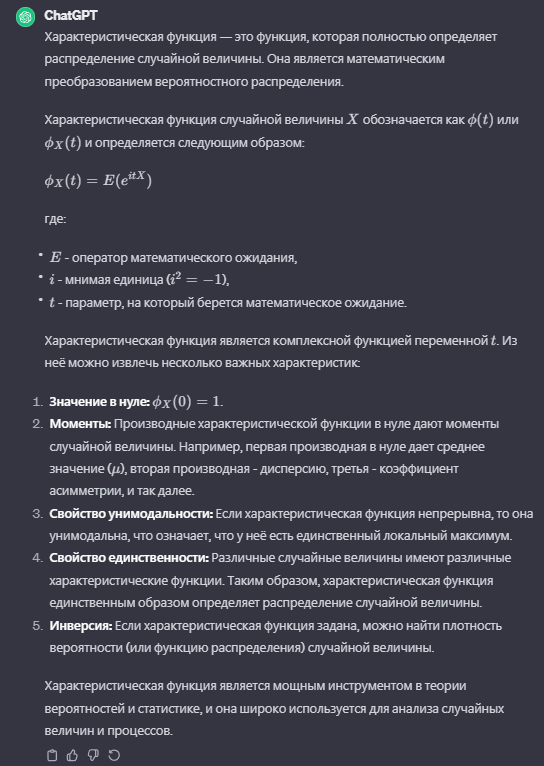 ChatGPT
Характеристическая функция — это функция, которая полностью определяет
распределение случайной величины. Она является математическим
преобразованием вероятностного распределения.
Характеристическая функция случайной величины X обозначается как ϕ(t) или
ϕ_X(t) и определяется следующим образом:
ϕ_X(t) = E(e^{itX})
где:
• E - оператор математического ожидания,
• i - мнимая единица (i² = −1),
• t - параметр, на который берется математическое ожидание.
Характеристическая функция является комплексной функцией переменной t. Из
неё можно извлечь несколько важных характеристик:
1. Значение в нуле: ϕ_X(0) = 1.
2. Моменты: Производные характеристической функции в нуле дают моменты
случайной величины. Например, первая производная в нуле дает среднее
значение (μ), вторая производная - дисперсию, третья - коэффициент
асимметрии, и так далее.
3. Свойство унимодальности: Если характеристическая функция непрерывна, то она
унимодальна, что означает, что у неё есть единственный локальный максимум.
4. Свойство единственности: Различные случайные величины имеют различные
характеристические функции. Таким образом, характеристическая функция
единственным образом определяет распределение случайной величины.
5. Инверсия: Если характеристическая функция задана, можно найти плотность
вероятности (или функцию распределения) случайной величины.
Характеристическая функция является мощным инструментом в теории
вероятностей и статистике, и она широко используется для анализа случайных
величин и процессов.